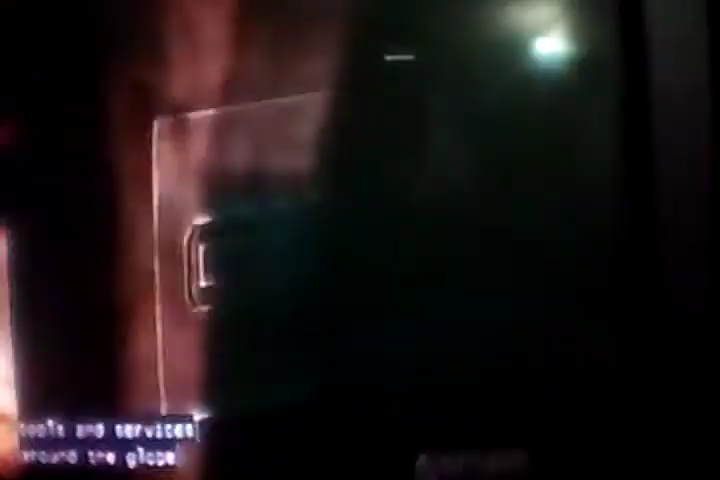 tools and services
around the globe